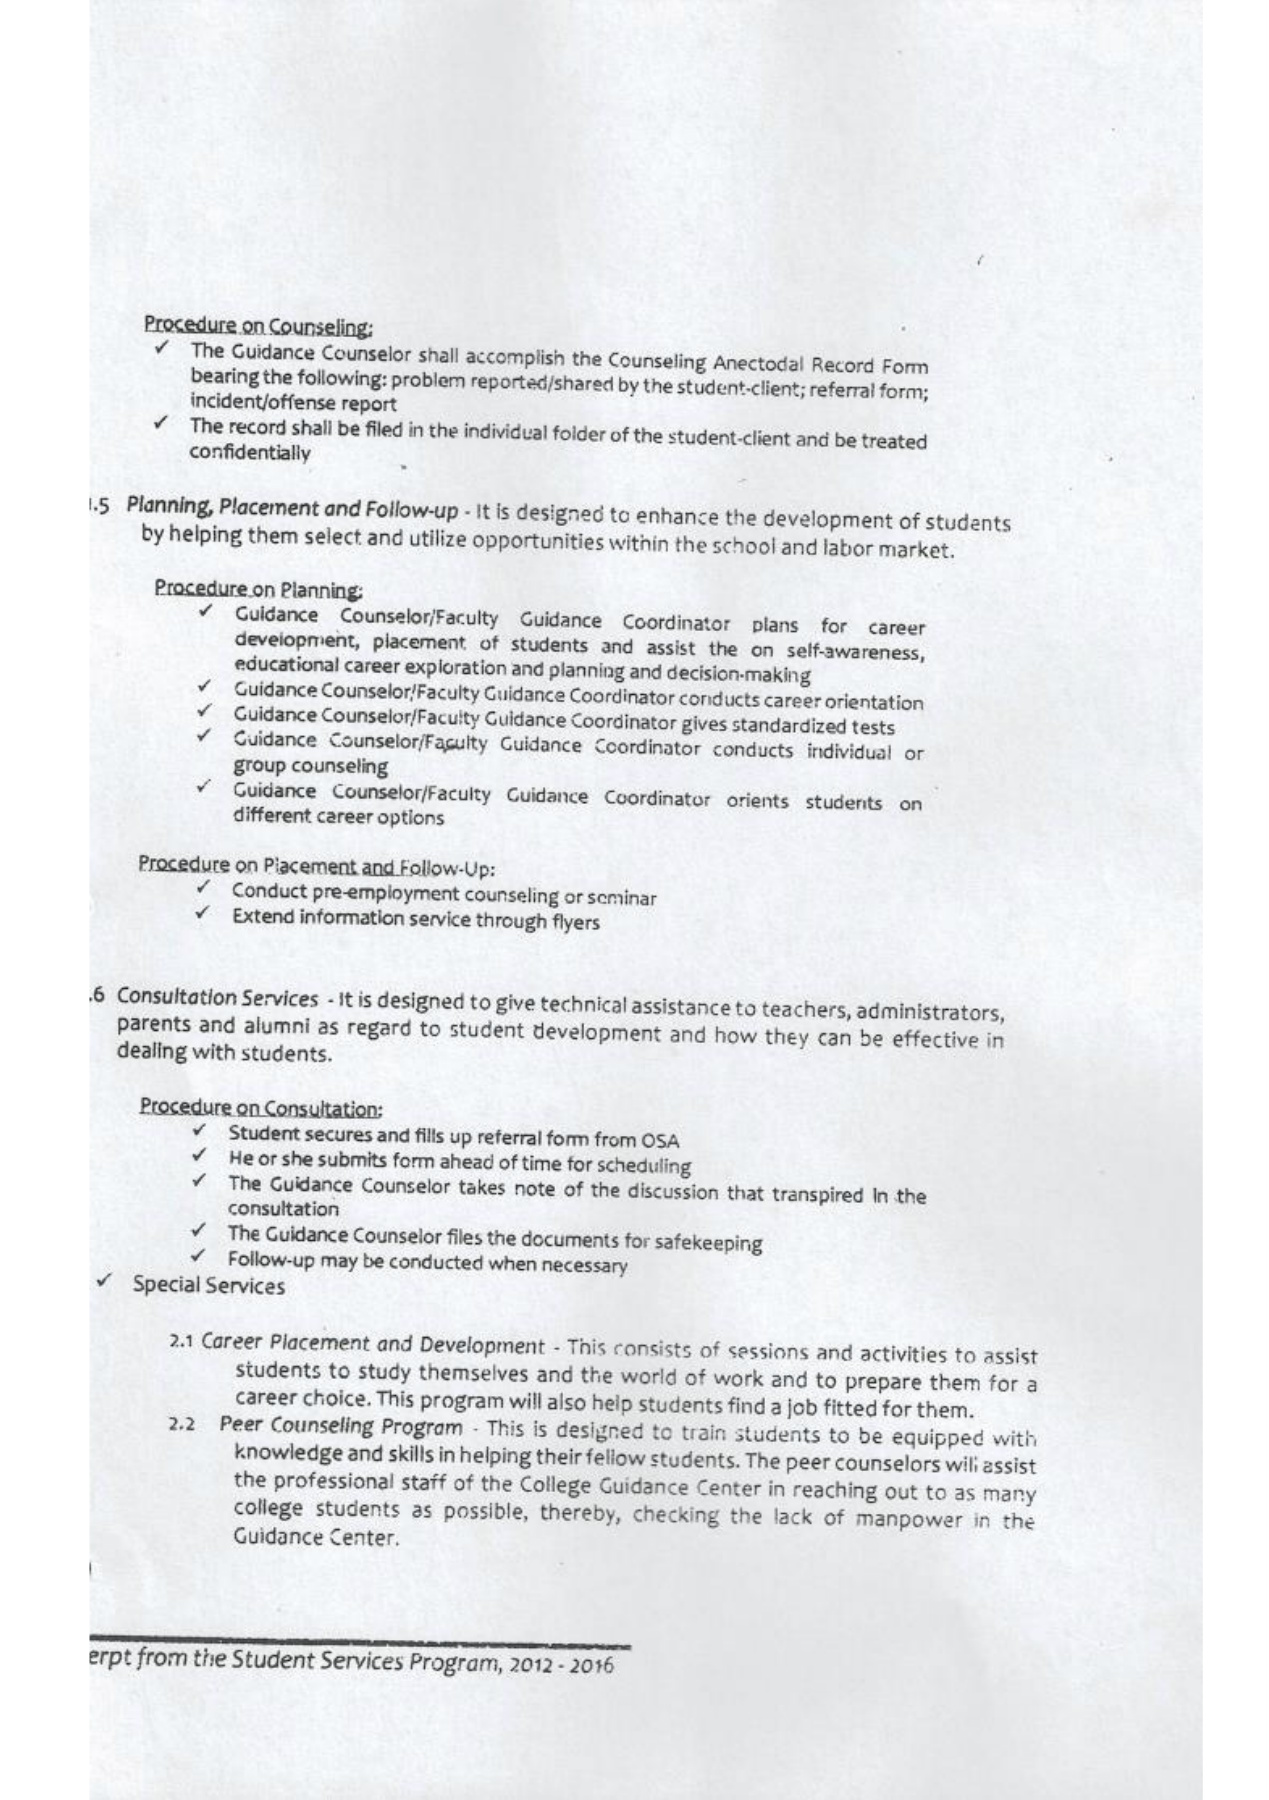 Procedure on Counseling:
✓ The Guidance Counselor shall accomplish the Counseling Anectodal Record Form
bearing the following: problem reported/shared by the student-client; referral form;
incident/offense report
✓ The record shall be filed in the individual folder of the student-client and be treated
confidentially
.5 Planning, Placement and Follow-up - It is designed to enhance the development of students
by helping them select and utilize opportunities within the school and labor market.
Procedure on Planning:
✓ Guidance Counselor/Faculty Guidance Coordinator plans for career
development, placement of students and assist the on self-awareness,
educational career exploration and planning and decision-making
✓ Guidance Counselor/Faculty Guidance Coordinator conducts career orientation
✓ Guidance Counselor/Faculty Guidance Coordinator gives standardized tests
✓ Guidance Counselor/Faculty Guidance Coordinator conducts individual or
group counseling
✓ Guidance Counselor/Faculty Guidance Coordinator orients students on
different career options
Procedure on Placement and Follow-Up:
✓ Conduct pre-employment counseling or seminar
✓ Extend information service through flyers
.6 Consultation Services - It is designed to give technical assistance to teachers, administrators,
parents and alumni as regard to student development and how they can be effective in
dealing with students.
Procedure on Consultation:
✓ Student secures and fills up referral form from OSA
✓ He or she submits form ahead of time for scheduling
✓ The Guidance Counselor takes note of the discussion that transpired in the
consultation
✓ The Guidance Counselor files the documents for safekeeping
✓ Follow-up may be conducted when necessary
✓ Special Services
2.1 Career Placement and Development - This consists of sessions and activities to assist
students to study themselves and the world of work and to prepare them for a
career choice. This program will also help students find a job fitted for them.
2.2 Peer Counseling Program - This is designed to train students to be equipped with
knowledge and skills in helping their fellow students. The peer counselors will assist
the professional staff of the College Guidance Center in reaching out to as many
college students as possible, thereby, checking the lack of manpower in the
Guidance Center.
erpt from the Student Services Program, 2012 - 2016